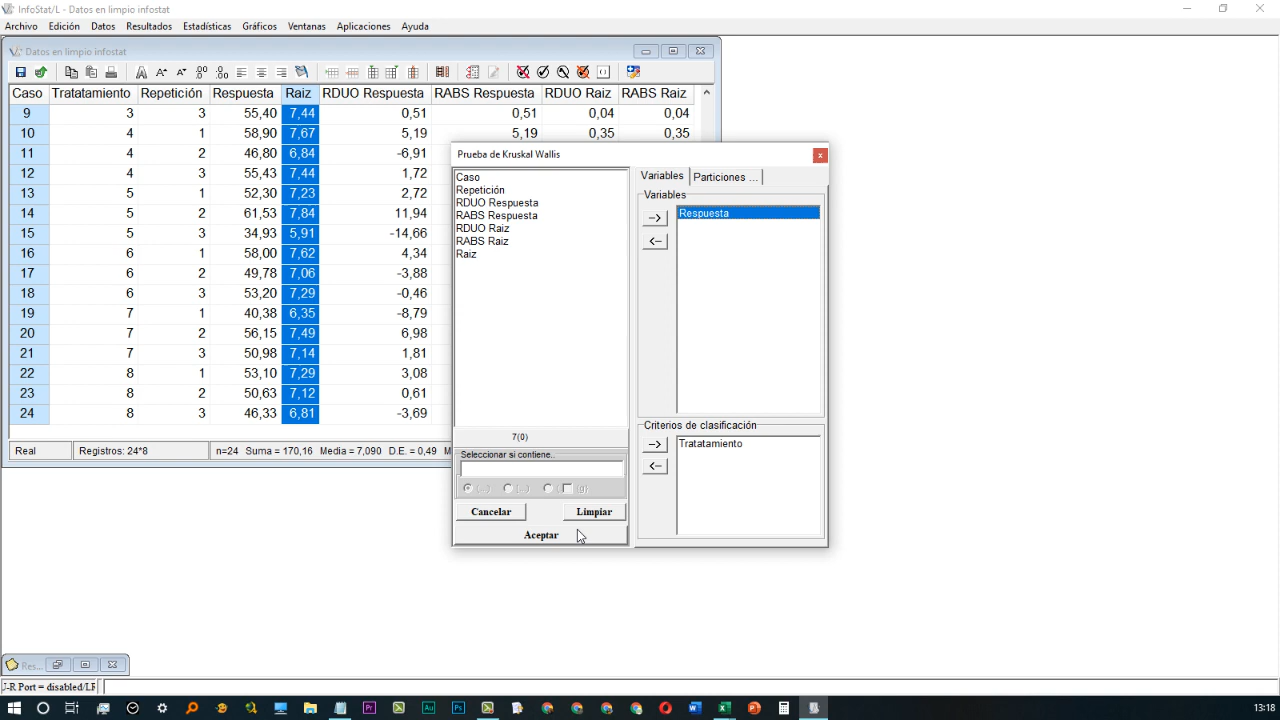 InfoStat/L - Datos en limpio infostat
Archivo Edición Datos Resultados Estadísticas Gráficos Ventanas Aplicaciones Ayuda
Datos en limpio infostat
Caso Tratatamiento Repetición Respuesta Raiz RDUO Respuesta RABS Respuesta RDUO Raiz RABS Raiz
9 3 3 55,40 7,44 0,51 0,51 0,04 0,04
10 4 1 58,90 7,67 5,19 5,19 0,35 0,35
11 4 2 46,80 6,84 -6,91
12 4 3 55,43 7,44 1,72
13 5 1 52,30 7,23 2,72
14 5 2 61,53 7,84 11,94
15 5 3 34,93 5,91 -14,66
16 6 1 58,00 7,62 4,34
17 6 2 49,78 7,06 -3,88
18 6 3 53,20 7,29 -0,46
19 7 1 40,38 6,35 -8,79
20 7 2 56,15 7,49 6,98
21 7 3 50,98 7,14 1,81
22 8 1 53,10 7,29 3,08
23 8 2 50,63 7,12 0,61
24 8 3 46,33 6,81 -3,69
Real Registros: 24*8 n=24 Suma = 170,16 Media = 7,090 D.E. = 0,49
Prueba de Kruskal Wallis
Caso
Repetición
RDUO Respuesta
RABS Respuesta
RDUO Raiz
RABS Raiz
Raiz
7(0)
Seleccionar si contiene..
Cancelar Limpiar
Aceptar
Variables Particiones ...
Variables
-->
<--
Respuesta
Criterios de clasificación
-->
<--
Tratatamiento
Res...
J-R Port = disabled/LF
Pr Au Ps
13:18